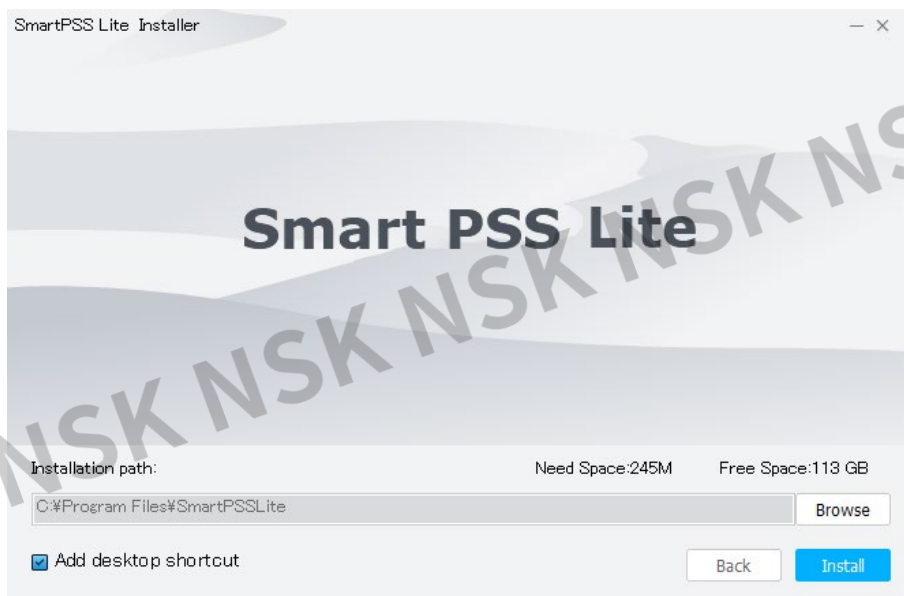 SmartPSS Lite Installer
Smart PSS Lite
NSK NSK NSK NSK NS
Installation path:
Need Space:245M
Free Space:113 GB
C:¥Program Files¥SmartPSSLite
Browse
Add desktop shortcut
Back
Install